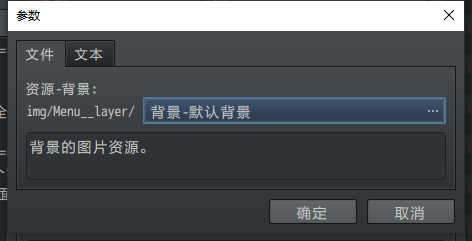 参数
文件 文本
资源-背景:
img/Menu__layer/ 背景-默认背景 ...
背景的图片资源。
确定 取消